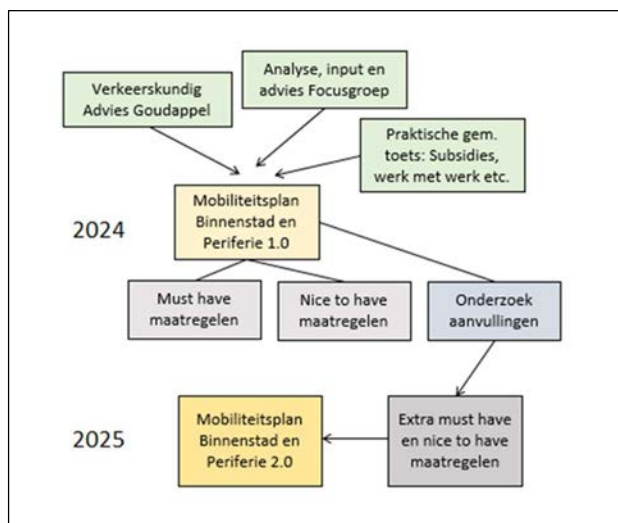 Verkeerskundig
Advies Goudappel
Analyse, input en
advies Focusgroep
Praktische gem.
toets: Subsidies,
werk met werk etc.
2024
Mobiliteitsplan
Binnenstad en
Periferie 1.0
Must have
maatregelen
Nice to have
maatregelen
Onderzoek
aanvullingen
2025
Mobiliteitsplan
Binnenstad en
Periferie 2.0
Extra must have
en nice to have
maatregelen